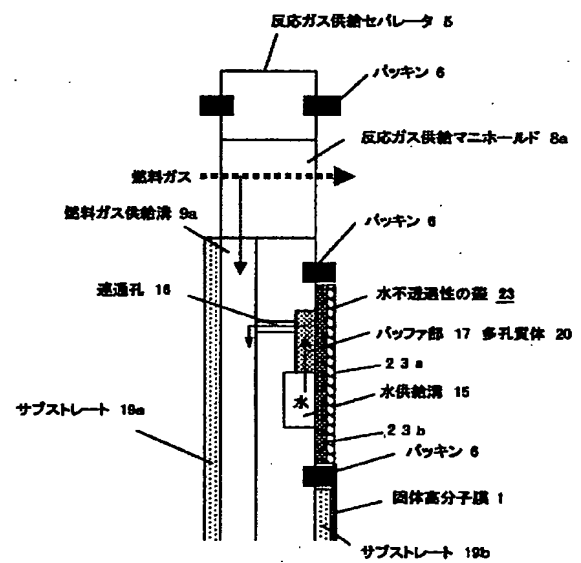 反応ガス供給セパレータ 5
パッキン 6
反応ガス供給マニホールド 8a
燃料ガス
燃料ガス供給溝 9a
パッキン 6
連通孔 16
水不透過性の蓋 23
バッファ部 17 多孔質体 20
23a
水
水供給溝 15
サブストレート 19a
23b
パッキン 6
固体高分子膜 1
サブストレート 19b